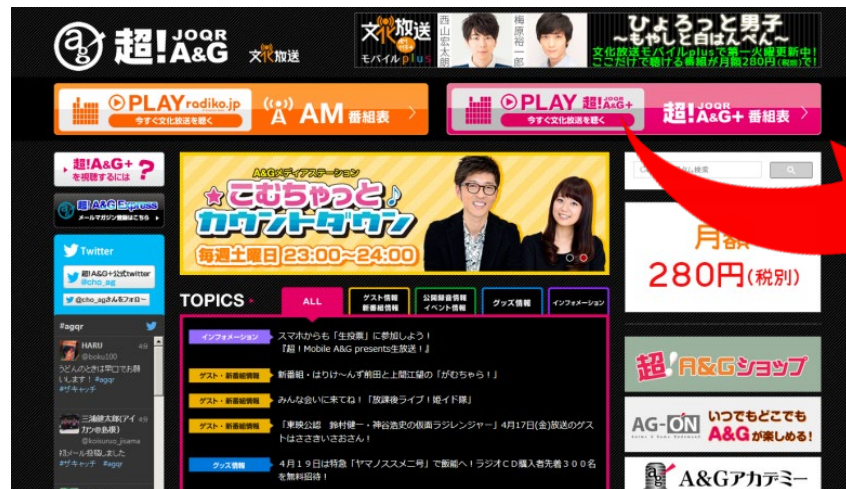 超!A&G
JOQR
文化放送
文化放送
モバイルplus
西山宏太朗
梅原裕一郎
ひょろっと男子
~もやしと白はんぺん~
文化放送モバイルplusで第一火曜更新中!
ここだけで聴ける番組が月額280円(税別)で!
PLAY radiko.jp
今すぐ文化放送を聴く
AM 番組表
PLAY 超!A&G+
今すぐ文化放送を聴く
超!A&G+ 番組表
JOQR
超!A&G+
を視聴するには ?
超!A&G Express
メールマガジン登録はこちら
A&Gメディアステーション
☆こむちゃっと♪
カウントダウン
毎週土曜日 23:00~24:00
月額
280円(税別)
Twitter
超!A&G+公式twitter
@cho_ag
@cho_agさんをフォロー
TOPICS
ALL
ゲスト情報
新番組情報
公開録音情報
イベント情報
グッズ情報
インフォメーション
インフォメーション スマホからも「生投票」に参加しよう!
『超!Mobile A&G presents生放送!』
ゲスト・新番組情報 新番組・はりけ~んず前田と上間江望の「がむちゃら!」
ゲスト・新番組情報 みんな会いに来てね!「放課後ライブ!姫イド隊」
ゲスト・新番組情報 「東映公認 鈴村健一・神谷浩史の仮面ラジレンジャー」4月17日(金)放送のゲス
トはささきいさおさん!
グッズ情報 4月19日は特急「ヤマノススメ二号」で飯能へ!ラジオCD購入者先着300名
を無料招待!
#agqr
HARU 4分
@boku100
うどんのときは早口でお願
いします! #agqr
#ザキャッチ
三浦健太郎(アイ 4分
カンの島版)
@koisuruo_jisama
初メール投稿しました
#ザキャッチ #agqr
超!A&Gショップ
AG-ON
いつでもどこでも
A&Gが楽しめる!
A&Gアカデミー